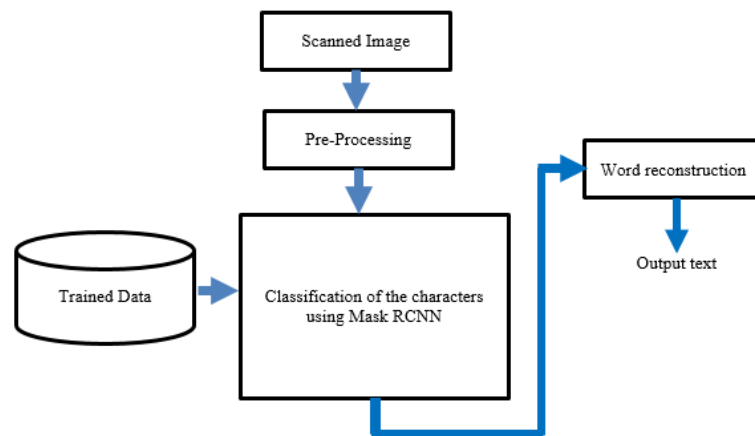 Scanned Image
Pre-Processing
Word reconstruction
Output text
Trained Data
Classification of the characters
using Mask RCNN